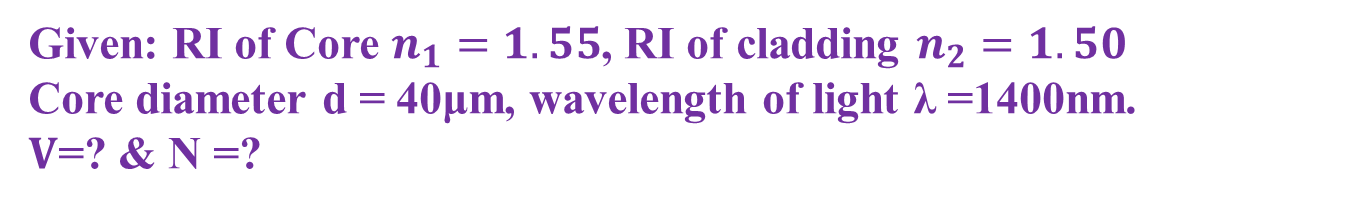 Given: RI of Core n₁ = 1.55, RI of cladding n₂ = 1.50
Core diameter d = 40μm, wavelength of light λ =1400nm.
V=? & N =?